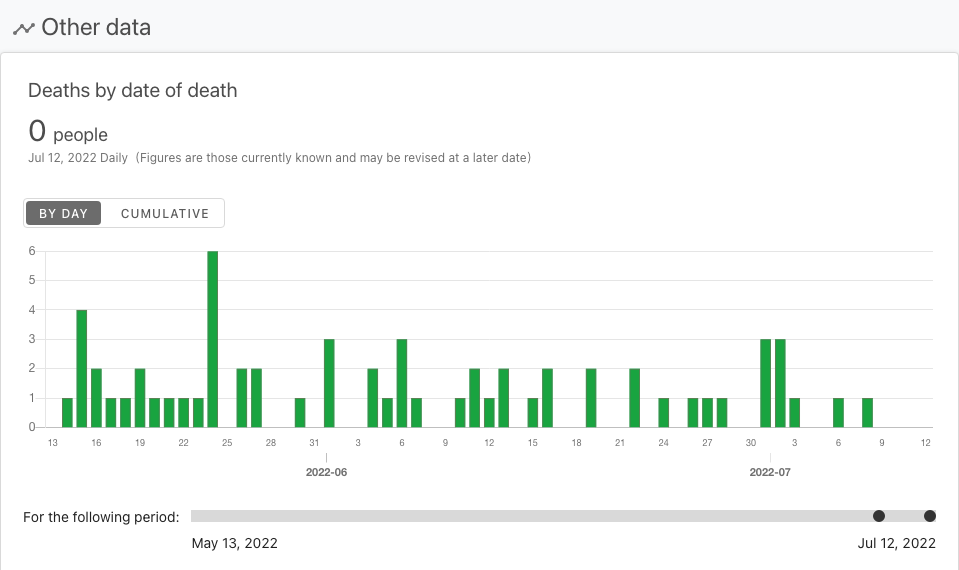 Other data
Deaths by date of death
0 people
Jul 12, 2022 Daily (Figures are those currently known and may be revised at a later date)
BY DAY CUMULATIVE
6
5
4
3
2
1
0
13 16 19 22 25 28 31 3 6 9 12 15 18 21 24 27 30 3 6 9 12
2022-06 2022-07
For the following period:
May 13, 2022 Jul 12, 2022